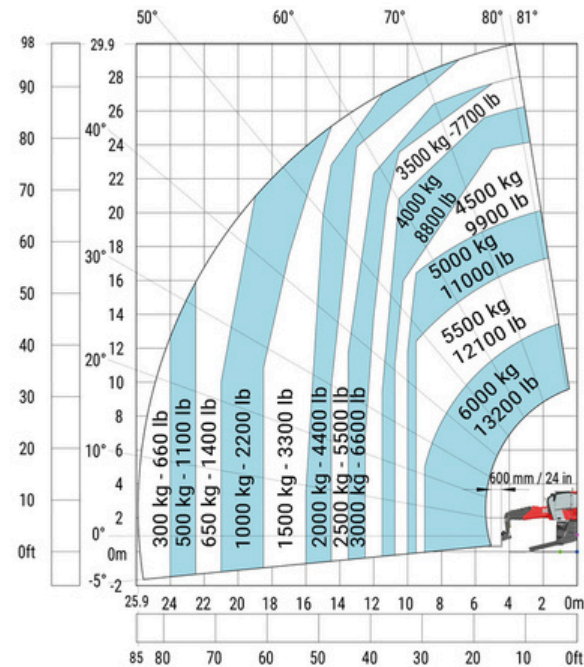 50°
60°
70°
80°
81°
98
29.9
90
28
26
40°
80
24
3500 kg -7700 lb
4000 kg
8800 lb
22
4500 kg
9900 lb
70
20
5000 kg
11000 lb
60
18
30°
16
50
14
5500 kg
12100 lb
40
12
20°
6000 kg
13200 lb
10
30
8
300 kg - 660 lb
500 kg - 1100 lb
650 kg - 1400 lb
1000 kg - 2200 lb
1500 kg - 3300 lb
2000 kg - 4400 lb
2500 kg - 5500 lb
3000 kg - 6600 lb
6
20
10°
4
600 mm / 24 in
10
2
0°
0ft
0m
-5°
-2
25.9
24
22
20
18
16
14
12
10
8
6
4
2
0m
85
80
70
60
50
40
30
20
10
0ft